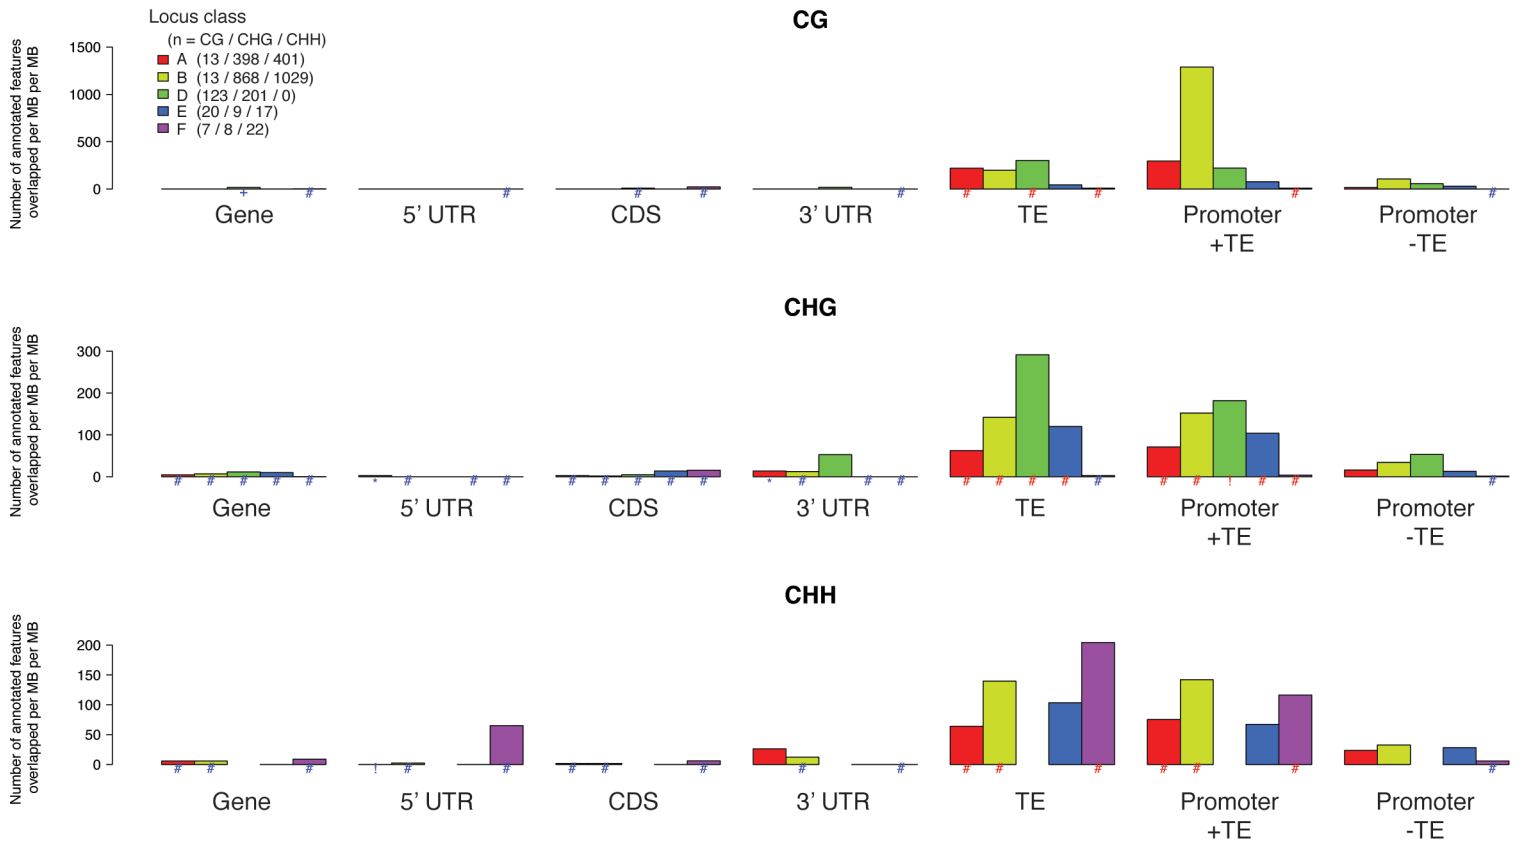 Locus class
(n = CG / CHG / CHH)
A (13 / 398 / 401)
B (13 / 868 / 1029)
D (123 / 201 / 0)
E (20 / 9 / 17)
F (7 / 8 / 22)
CG
Number of annotated features
overlapped per MB per MB
1500
1000
500
0
+ # # # # # # # # # #
Gene 5’ UTR CDS 3’ UTR TE Promoter Promoter
+TE -TE
CHG
Number of annotated features
overlapped per MB per MB
300
200
100
0
# # # # # * # # # # # # # # * # # # # # # # # # # ! # # #
Gene 5’ UTR CDS 3’ UTR TE Promoter Promoter
+TE -TE
CHH
Number of annotated features
overlapped per MB per MB
200
150
100
50
0
# # # ! # # # # # # # # # # # # # #
Gene 5’ UTR CDS 3’ UTR TE Promoter Promoter
+TE -TE